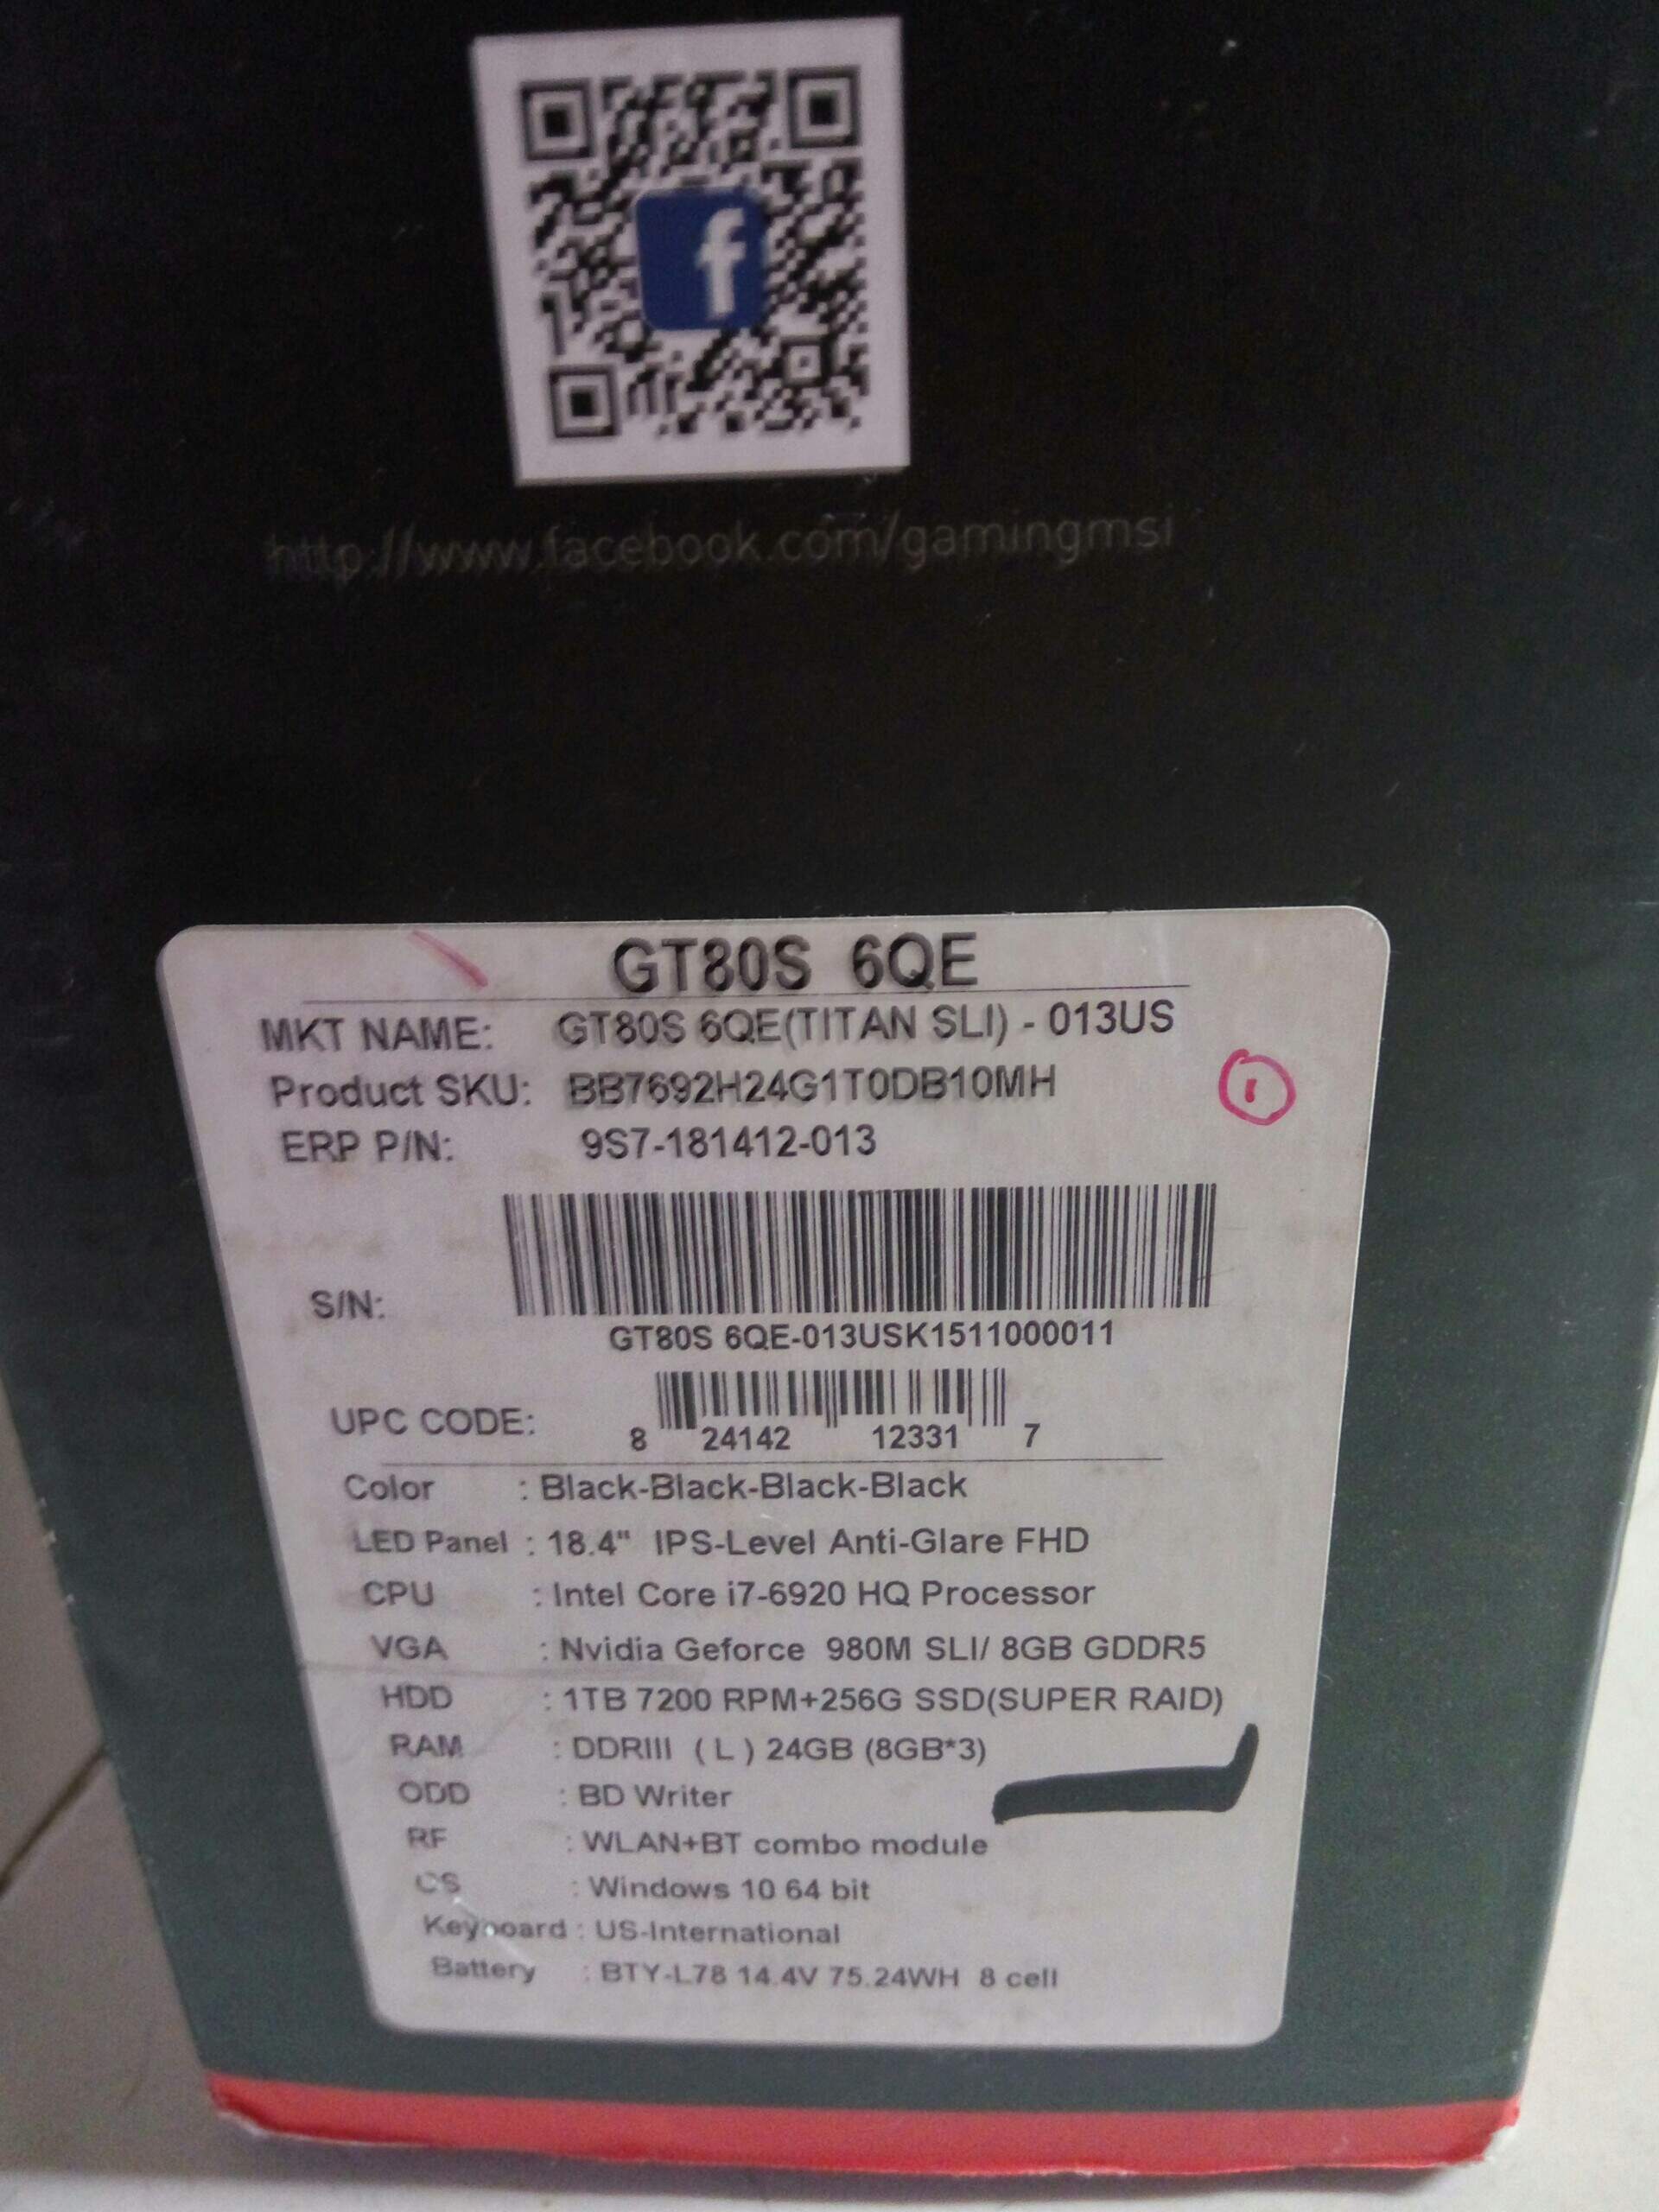 f
http://www.facebook.com/gamingmsi
GT80S 6QE
MKT NAME: GT80S 6QE(TITAN SLI) - 013US
Product SKU: BB7692H24G1T0DB10MH
ERP P/N: 9S7-181412-013
S/N:
GT80S 6QE-013USK1511000011
UPC CODE: 8 24142 12331 7
Color : Black-Black-Black-Black
LED Panel : 18.4" IPS-Level Anti-Glare FHD
CPU : Intel Core i7-6920 HQ Processor
VGA : Nvidia Geforce 980M SLI/ 8GB GDDR5
HDD : 1TB 7200 RPM+256G SSD(SUPER RAID)
RAM : DDRIII ( L ) 24GB (8GB*3)
ODD : BD Writer
RF : WLAN+BT combo module
OS : Windows 10 64 bit
Keyboard : US-International
Battery : BTY-L78 14.4V 75.24WH 8 cell